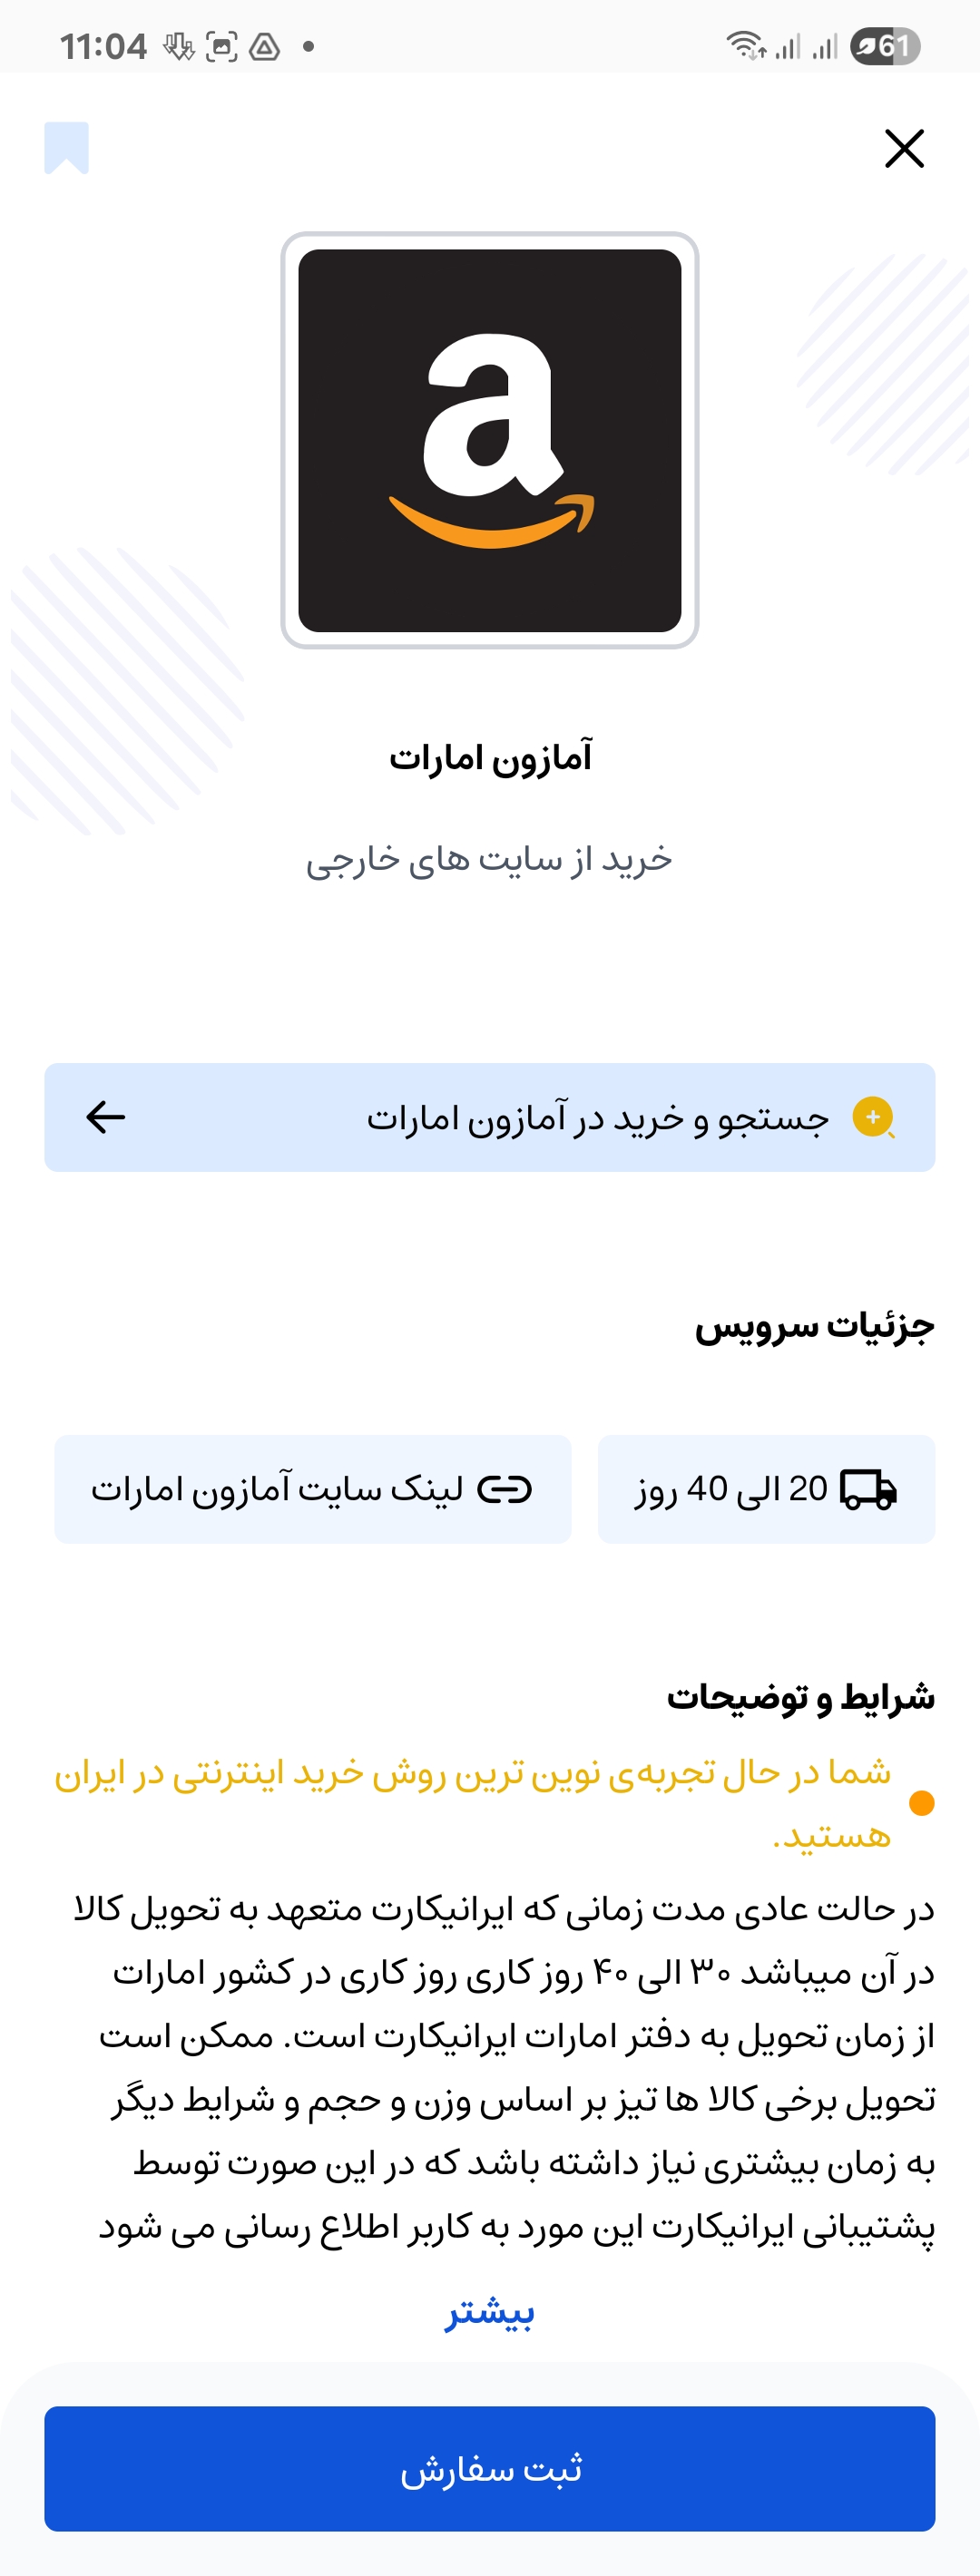 11:04
61
a
آمازون امارات
خرید از سایت های خارجی
جستجو و خرید در آمازون امارات
جزئیات سرویس
20 الی 40 روز
لینک سایت آمازون امارات
شرایط و توضیحات
شما در حال تجربه‌ی نوین ترین روش خرید اینترنتی در ایران
هستید.
در حالت عادی مدت زمانی که ایرانیکارت متعهد به تحویل کالا
در آن میباشد ۳۰ الی ۴۰ روز کاری روز کاری در کشور امارات
از زمان تحویل به دفتر امارات ایرانیکارت است. ممکن است
تحویل برخی کالا ها تیز بر اساس وزن و حجم و شرایط دیگر
به زمان بیشتری نیاز داشته باشد که در این صورت توسط
پشتیبانی ایرانیکارت این مورد به کاربر اطلاع رسانی می شود
بیشتر
ثبت سفارش